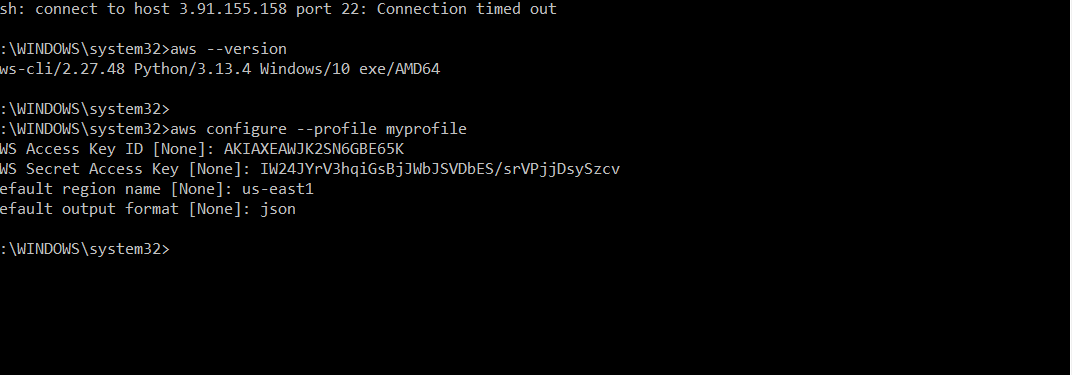 sh: connect to host 3.91.155.158 port 22: Connection timed out
:\WINDOWS\system32>aws --version
ws-cli/2.27.48 Python/3.13.4 Windows/10 exe/AMD64
:\WINDOWS\system32>
:\WINDOWS\system32>aws configure --profile myprofile
WS Access Key ID [None]: AKIAXEAWJK2SN6GBE65K
WS Secret Access Key [None]: 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
efault region name [None]: us-east1
efault output format [None]: json
:\WINDOWS\system32>